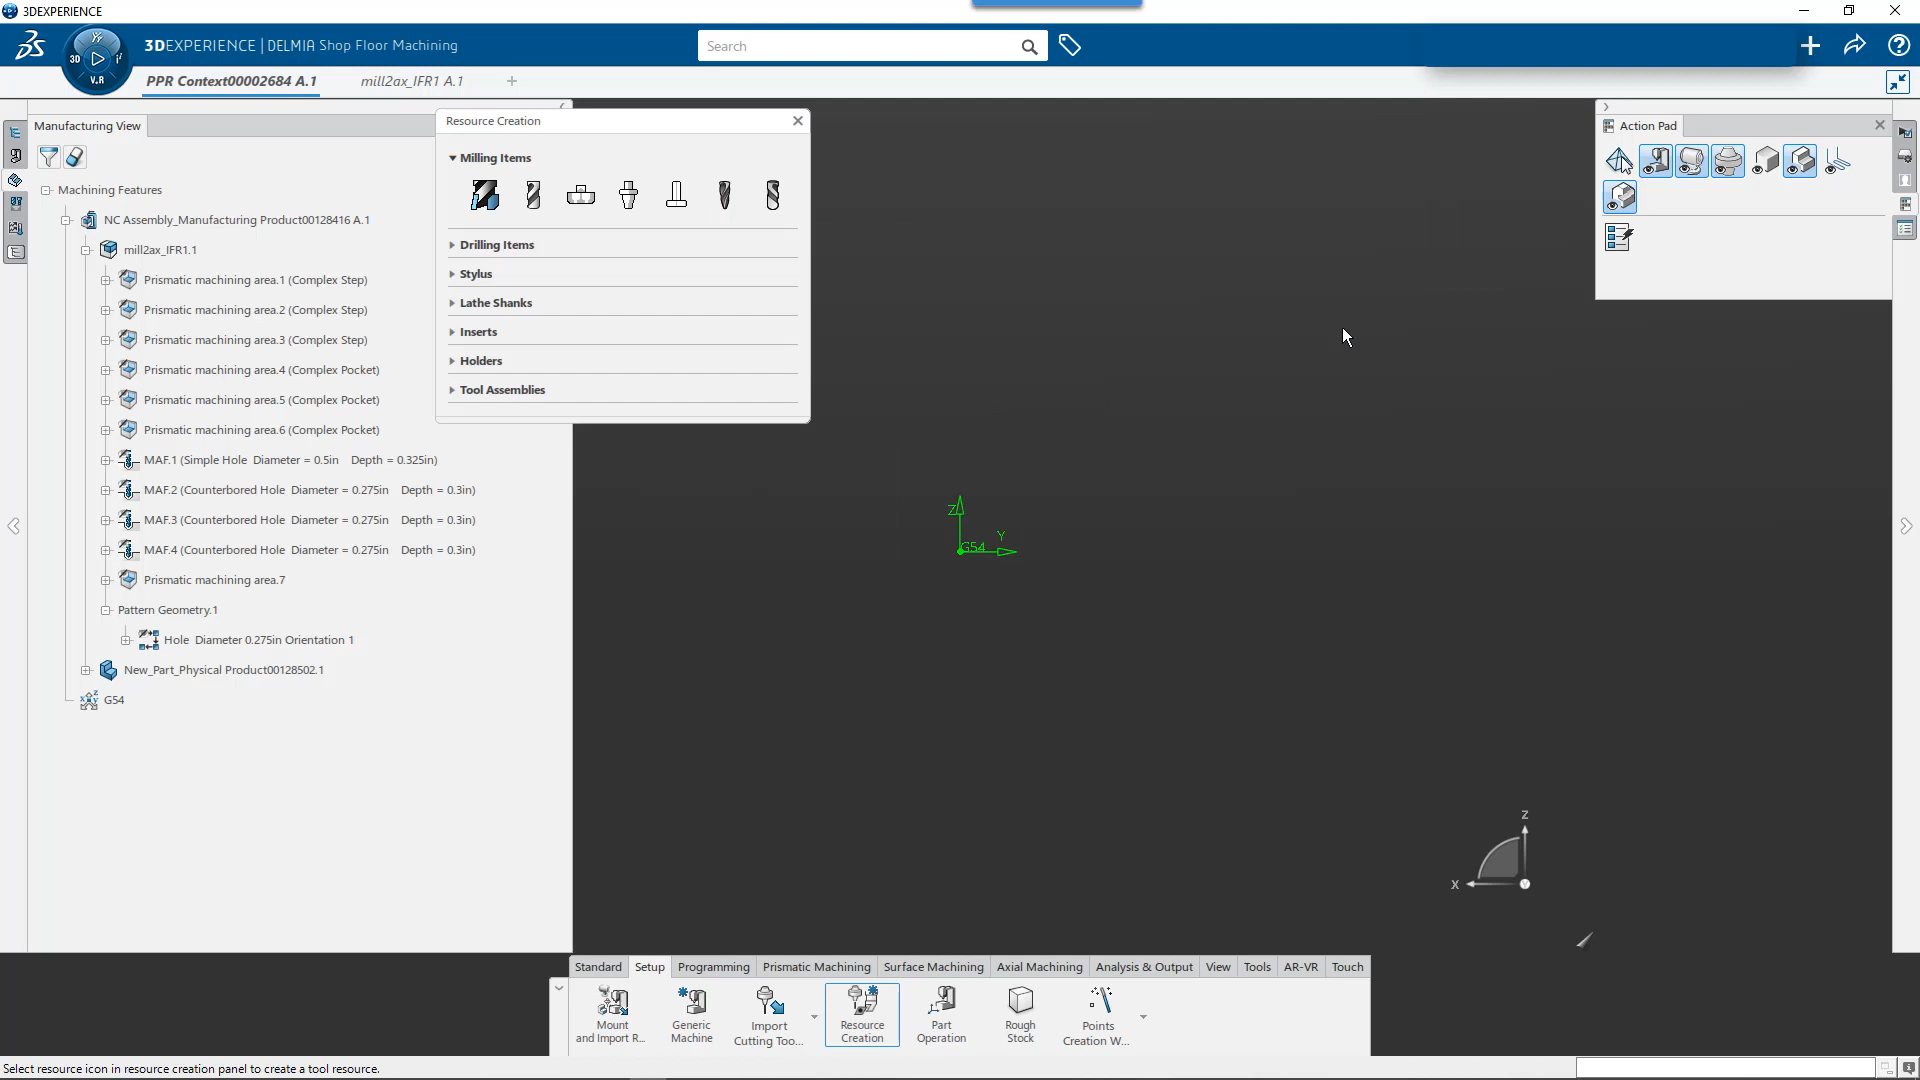 3DEXPERIENCE
3DEXPERIENCE | DELMIA Shop Floor Machining
Search
3D
V.R
PPR Context00002684 A.1
mill2ax_IFR1 A.1
Manufacturing View
Machining Features
NC Assembly_Manufacturing Product00128416 A.1
mill2ax_IFR1.1
Prismatic machining area.1 (Complex Step)
Prismatic machining area.2 (Complex Step)
Prismatic machining area.3 (Complex Step)
Prismatic machining area.4 (Complex Pocket)
Prismatic machining area.5 (Complex Pocket)
Prismatic machining area.6 (Complex Pocket)
MAF.1 (Simple Hole Diameter = 0.5in Depth = 0.325in)
MAF.2 (Counterbored Hole Diameter = 0.275in Depth = 0.3in)
MAF.3 (Counterbored Hole Diameter = 0.275in Depth = 0.3in)
MAF.4 (Counterbored Hole Diameter = 0.275in Depth = 0.3in)
Prismatic machining area.7
Pattern Geometry.1
Hole Diameter 0.275in Orientation 1
New_Part_Physical Product00128502.1
G54
Resource Creation
Milling Items
Drilling Items
Stylus
Lathe Shanks
Inserts
Holders
Tool Assemblies
Action Pad
Z
Y
G54
Z
X
Standard
Setup
Programming
Prismatic Machining
Surface Machining
Axial Machining
Analysis & Output
View
Tools
AR-VR
Touch
Mount
and Import R...
Generic
Machine
Import
Cutting Too...
Resource
Creation
Part
Operation
Rough
Stock
Points
Creation W...
Select resource icon in resource creation panel to create a tool resource.